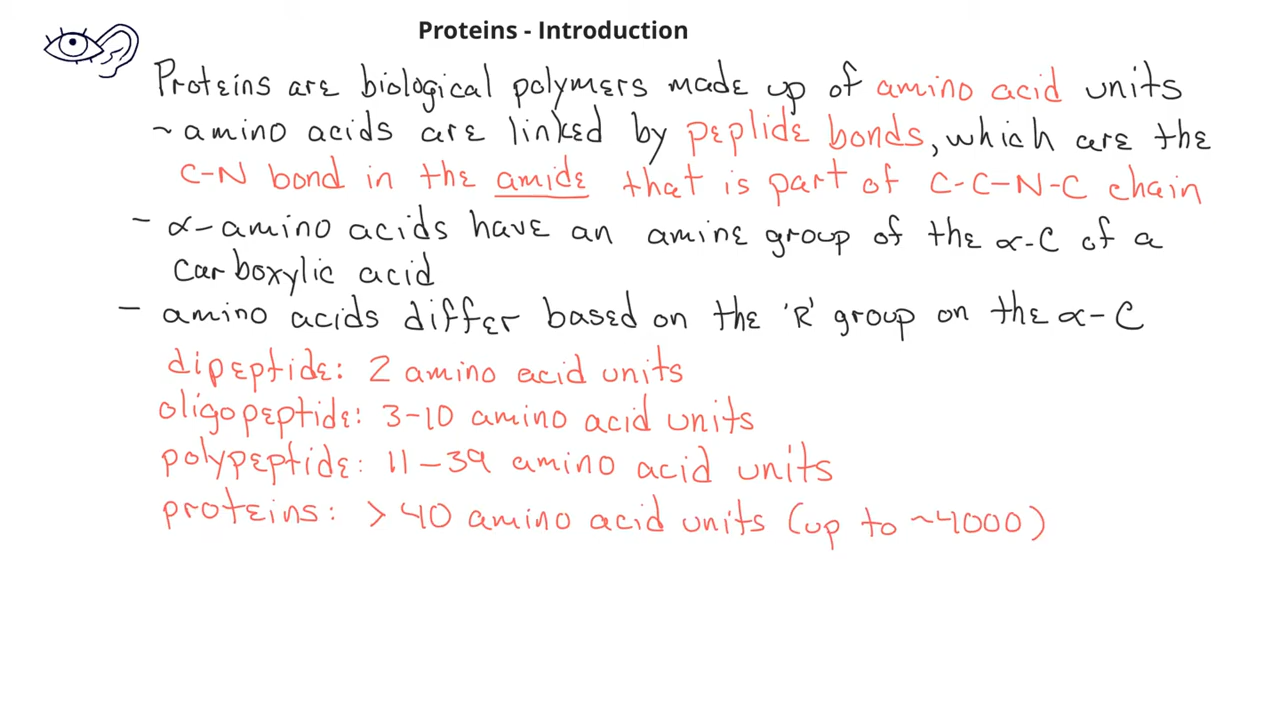 Proteins - Introduction
Proteins are biological polymers made up of amino acid units
~ amino acids are linked by peplide bonds, which are the
C-N bond in the amide that is part of C-C-N-C chain
- α-amino acids have an amine group of the α-C of a
carboxylic acid
- amino acids differ based on the 'R' group on the α-C
dipeptide: 2 amino acid units
oligopeptide: 3-10 amino acid units
polypeptide: 11-39 amino acid units
proteins: > 40 amino acid units (up to ~4000)